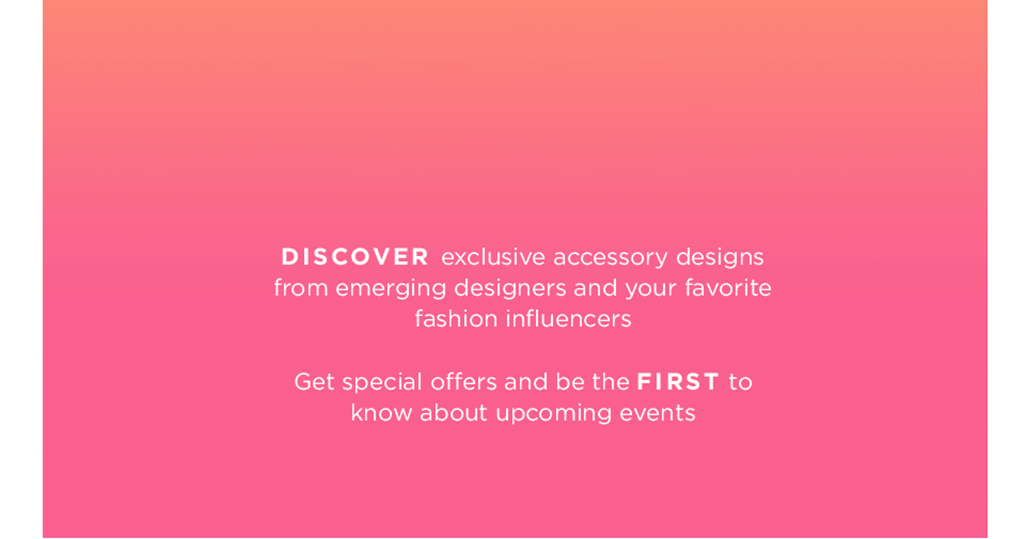 DISCOVER exclusive accessory designs
from emerging designers and your favorite
fashion influencers
Get special offers and be the FIRST to
know about upcoming events